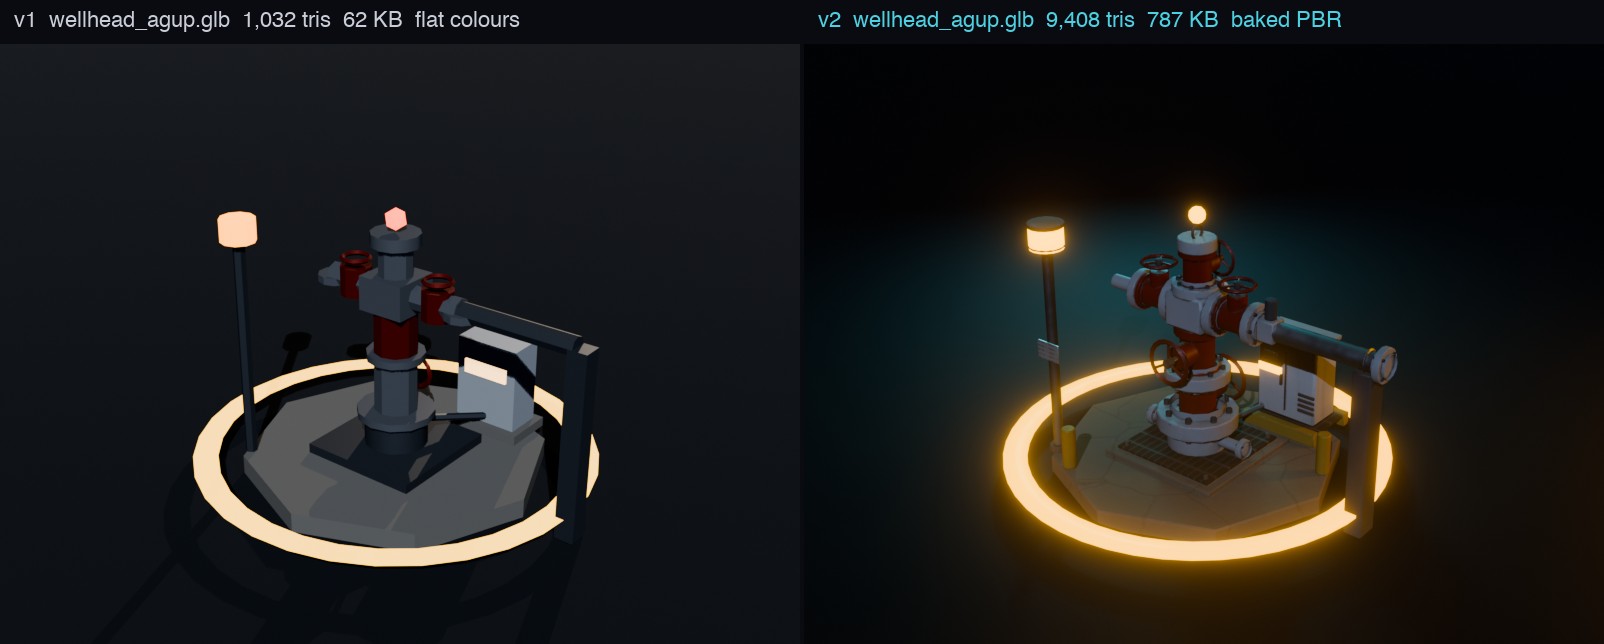 v1  wellhead_agup.glb  1,032 tris  62 KB  flat colours
v2  wellhead_agup.glb  9,408 tris  787 KB  baked PBR